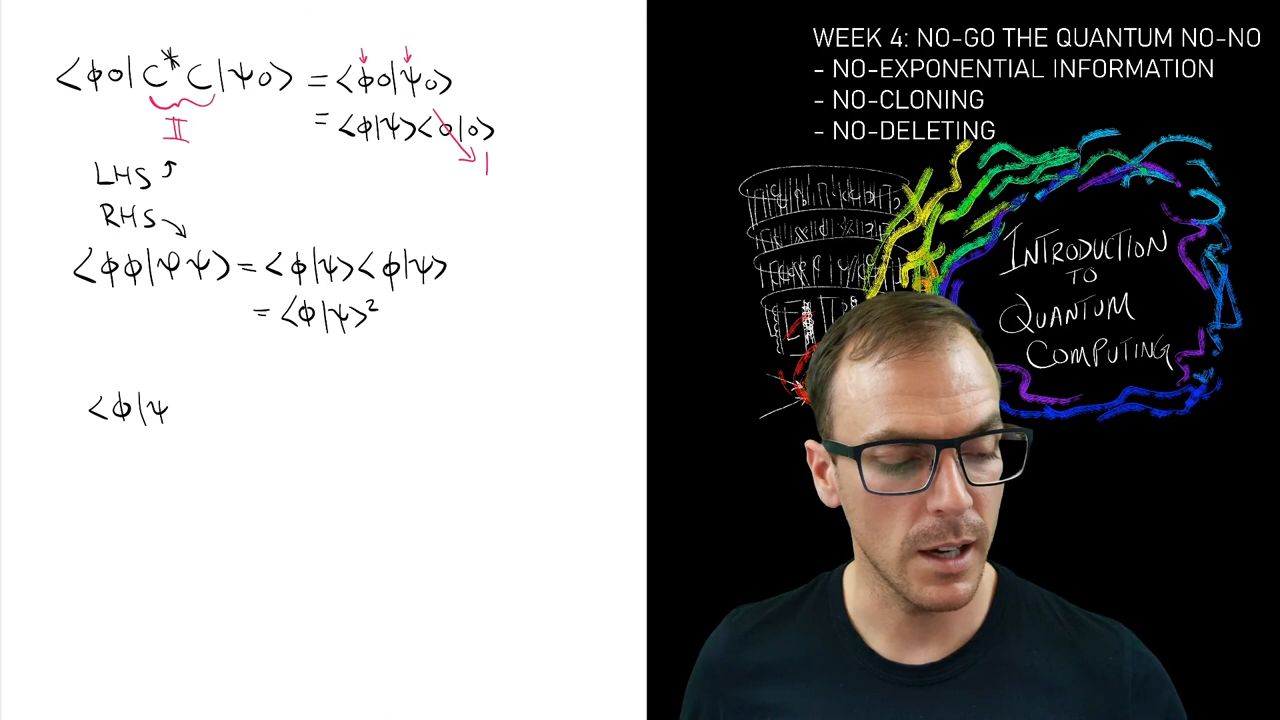 <ϕ0|C*C|ψ0> = <ϕ0|ψ0>
= <ϕ|ψ><0|0>
𝕀
1
LHS
RHS
<ϕϕ|ψψ> = <ϕ|ψ><ϕ|ψ>
= <ϕ|ψ>²
<ϕ|ψ
WEEK 4: NO-GO THE QUANTUM NO-NO
- NO-EXPONENTIAL INFORMATION
- NO-CLONING
- NO-DELETING
INTRODUCTION
TO
QUANTUM
COMPUTING